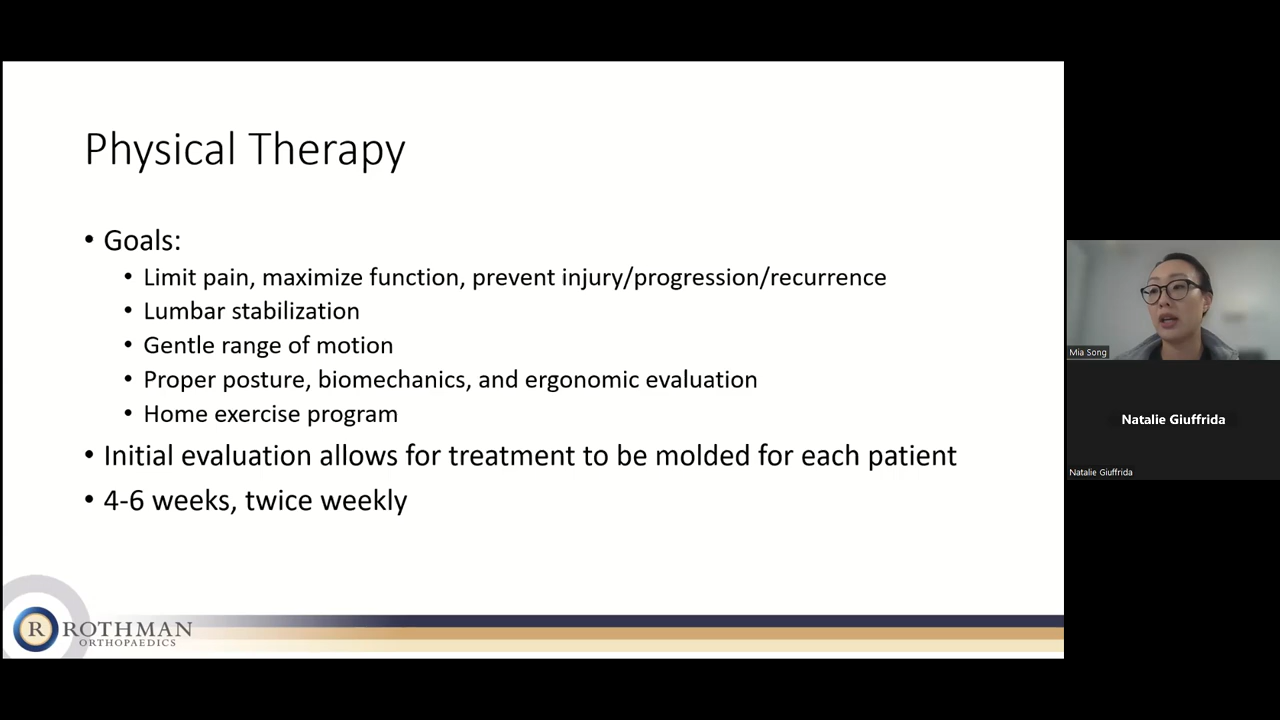 Physical Therapy
• Goals:
• Limit pain, maximize function, prevent injury/progression/recurrence
• Lumbar stabilization
• Gentle range of motion
• Proper posture, biomechanics, and ergonomic evaluation
• Home exercise program
• Initial evaluation allows for treatment to be molded for each patient
• 4-6 weeks, twice weekly
R ROTHMAN
ORTHOPAEDICS
Mia Song
Natalie Giuffrida
Natalie Giuffrida